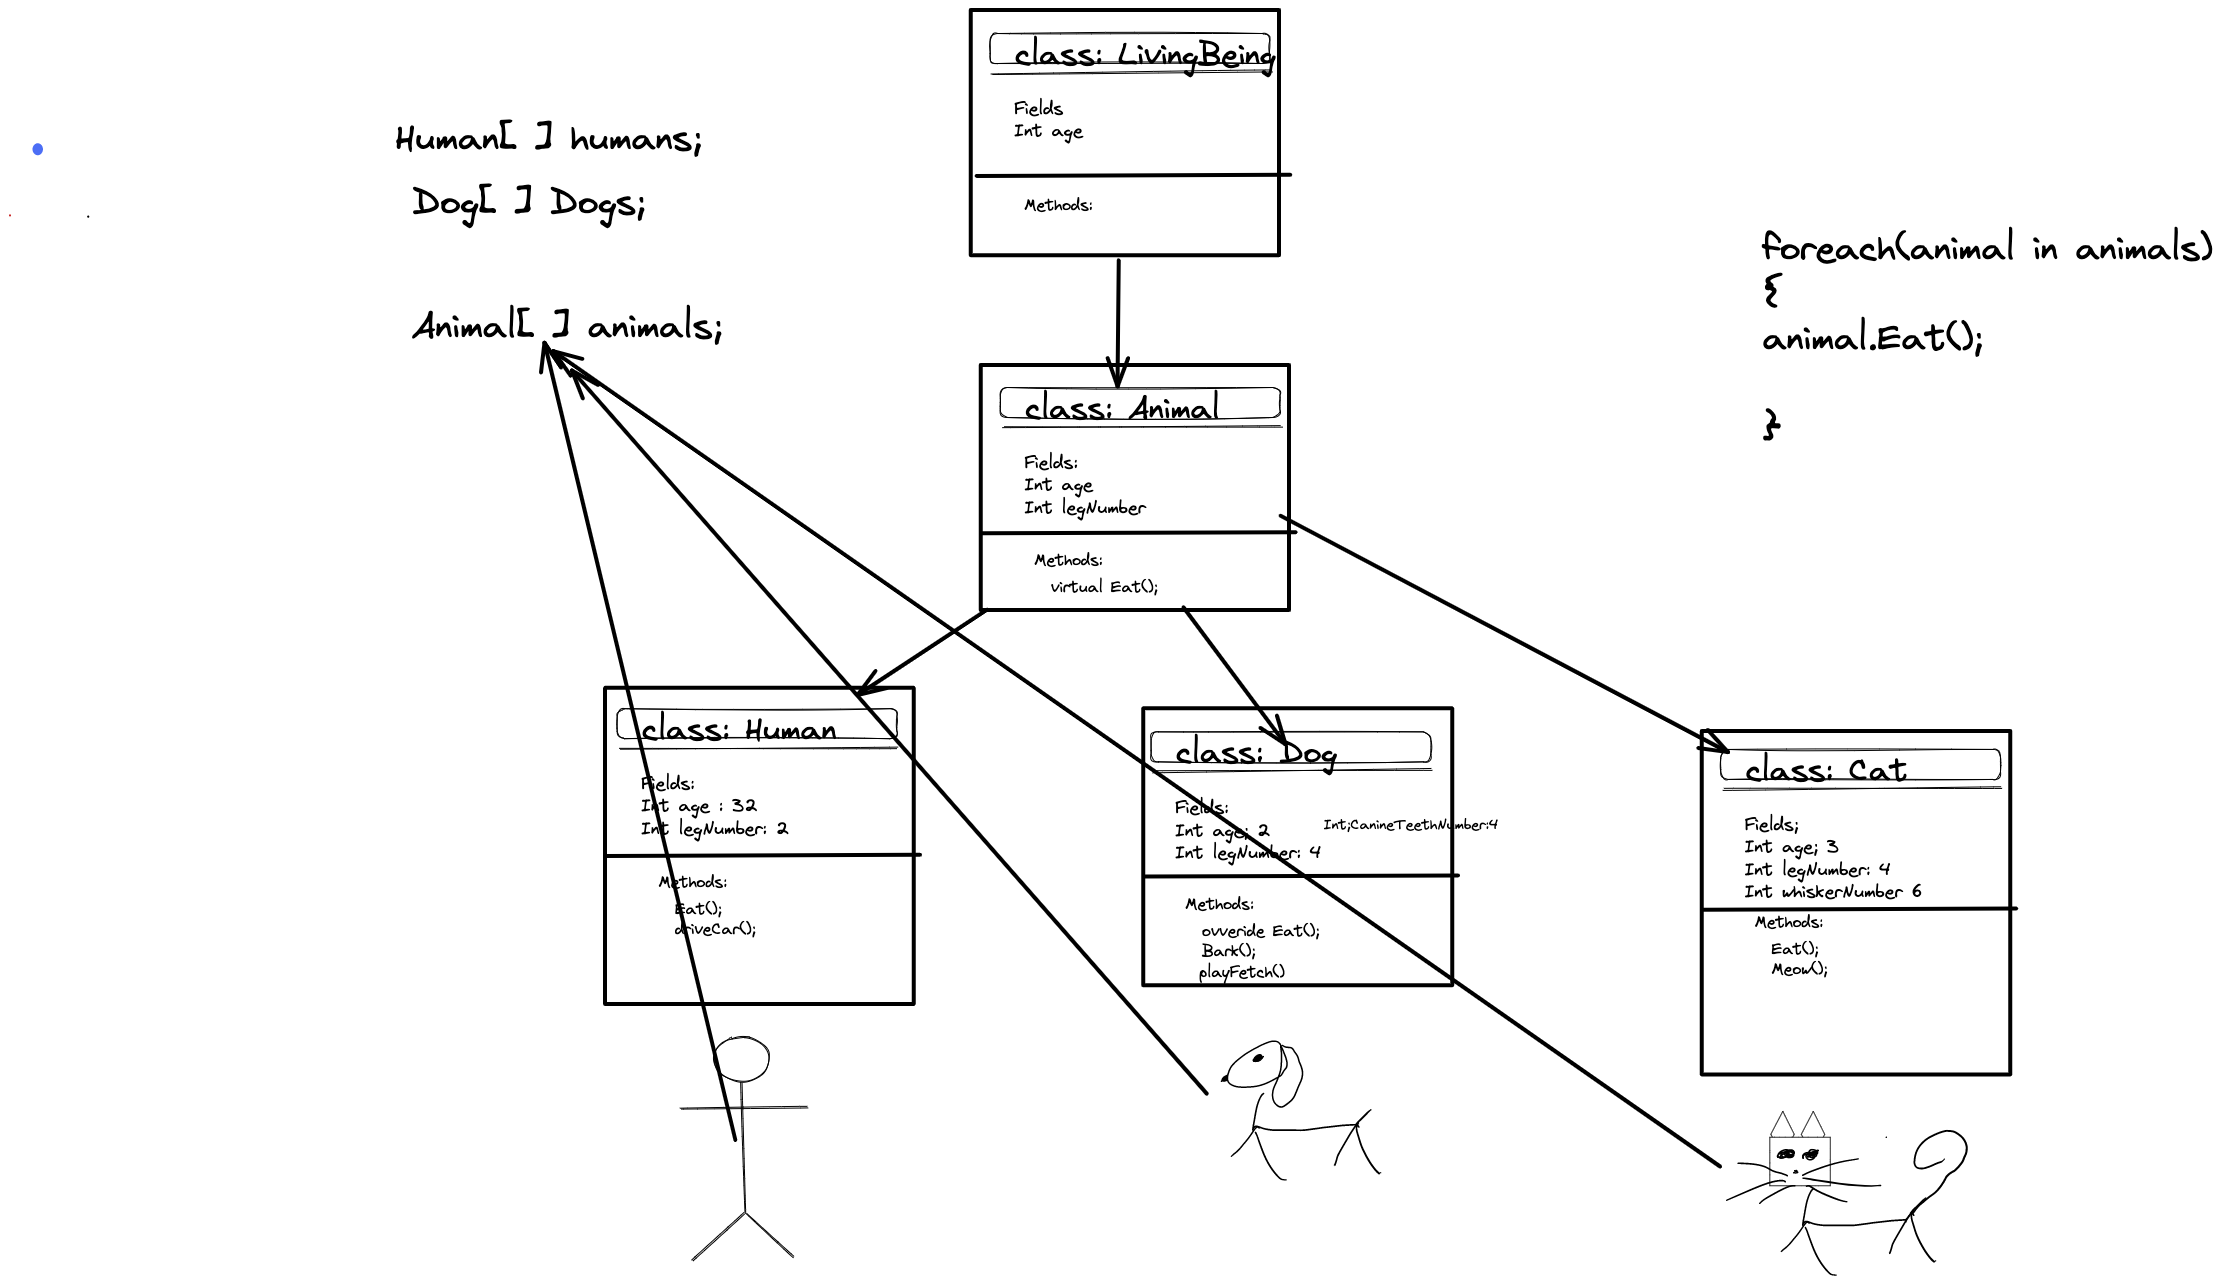 class: LivingBeing
Fields
Int age
Methods:
Human[ ] humans;
Dog[ ] Dogs;
Animal[ ] animals;
foreach(animal in animals)
{
animal.Eat();
}
class: Animal
Fields:
Int age
Int legNumber
Methods:
virtual Eat();
class: Human
Fields:
Int age : 32
Int legNumber: 2
Methods:
Eat();
driveCar();
class: Dog
Fields:
Int age; 2
Int;CanineTeethNumber:4
Int legNumber: 4
Methods:
ovveride Eat();
Bark();
playFetch()
class: Cat
Fields;
Int age; 3
Int legNumber: 4
Int whiskerNumber 6
Methods:
Eat();
Meow();